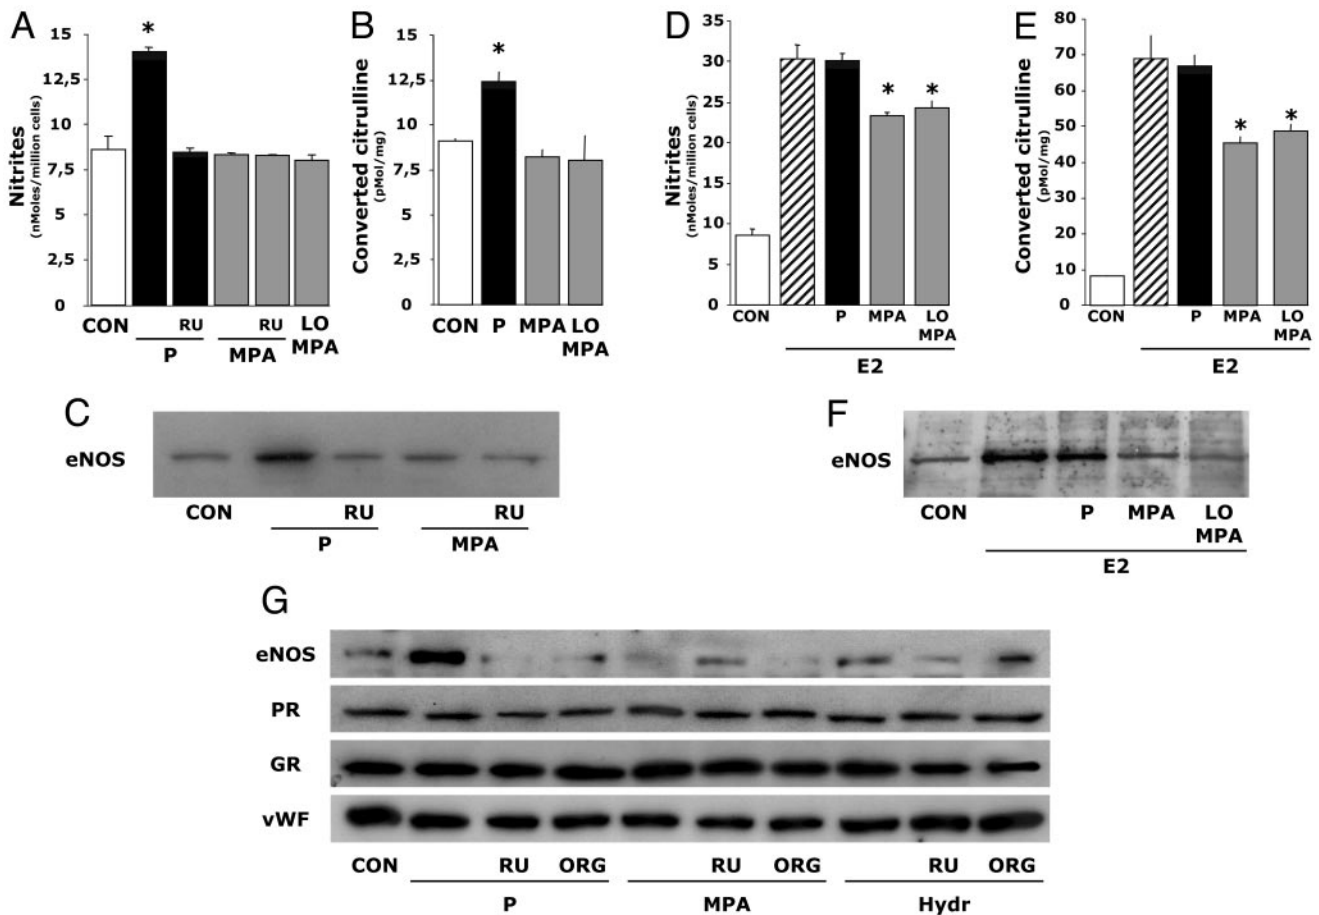 A
Nitrites
(nMoles/million cells)
15
12,5
10
7,5
5
2,5
0
*
CON
RU
RU
LO
MPA
P
MPA
B
Converted citrulline
(pMol/mg)
15
12,5
10
7,5
5
2,5
0
*
CON
P
MPA
LO
MPA
D
Nitrites
(nMoles/million cells)
35
30
25
20
15
10
5
0
*
*
CON
P
MPA
LO
MPA
E2
E
Converted citrulline
(pMol/mg)
80
70
60
50
40
30
20
10
0
*
*
CON
P
MPA
LO
MPA
E2
C
eNOS
CON
RU
RU
P
MPA
F
eNOS
CON
P
MPA
LO
MPA
E2
G
eNOS
PR
GR
vWF
CON
RU
ORG
RU
ORG
RU
ORG
P
MPA
Hydr